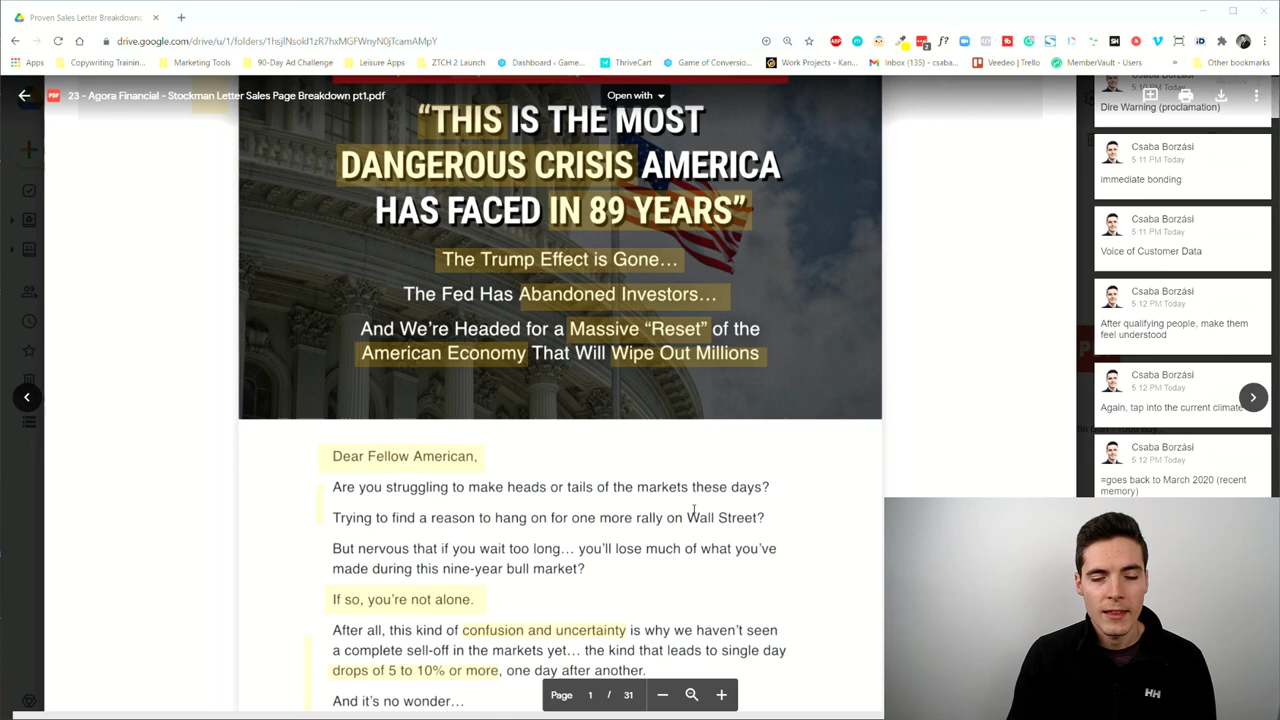 Proven Sales Letter Breakdowns
drive.google.com/drive/u/1/folders/
Apps
Copywriting Training...
Marketing Tools
90-Day Ad Challenge
Leisure Apps
ZTCH 2 Launch
Dashboard ‹ Game...
ThriveCart
Game of Conversio...
Work Projects - Kan...
Inbox (135) - csaba...
Veedeo | Trello
MemberVault - Users
»
Other bookmarks
23 - Agora Financial - Stockman Letter Sales Page Breakdown pt1.pdf
Open with
“THIS IS THE MOST
DANGEROUS CRISIS AMERICA
HAS FACED IN 89 YEARS”
The Trump Effect is Gone…
The Fed Has Abandoned Investors…
And We’re Headed for a Massive “Reset” of the
American Economy That Will Wipe Out Millions
Dear Fellow American,
Are you struggling to make heads or tails of the markets these days?
Trying to find a reason to hang on for one more rally on Wall Street?
But nervous that if you wait too long… you’ll lose much of what you’ve
made during this nine-year bull market?
If so, you’re not alone.
After all, this kind of confusion and uncertainty is why we haven’t seen
a complete sell-off in the markets yet… the kind that leads to single day
drops of 5 to 10% or more, one day after another.
And it’s no wonder…
Page 1 / 31
5:10 PM Today
Dire Warning (proclamation)
Csaba Borzási
5:11 PM Today
immediate bonding
Csaba Borzási
5:11 PM Today
Voice of Customer Data
Csaba Borzási
5:12 PM Today
After qualifying people, make them
feel understood
Csaba Borzási
5:12 PM Today
Again, tap into the current climate
Csaba Borzási
5:12 PM Today
=goes back to March 2020 (recent
memory)
HH